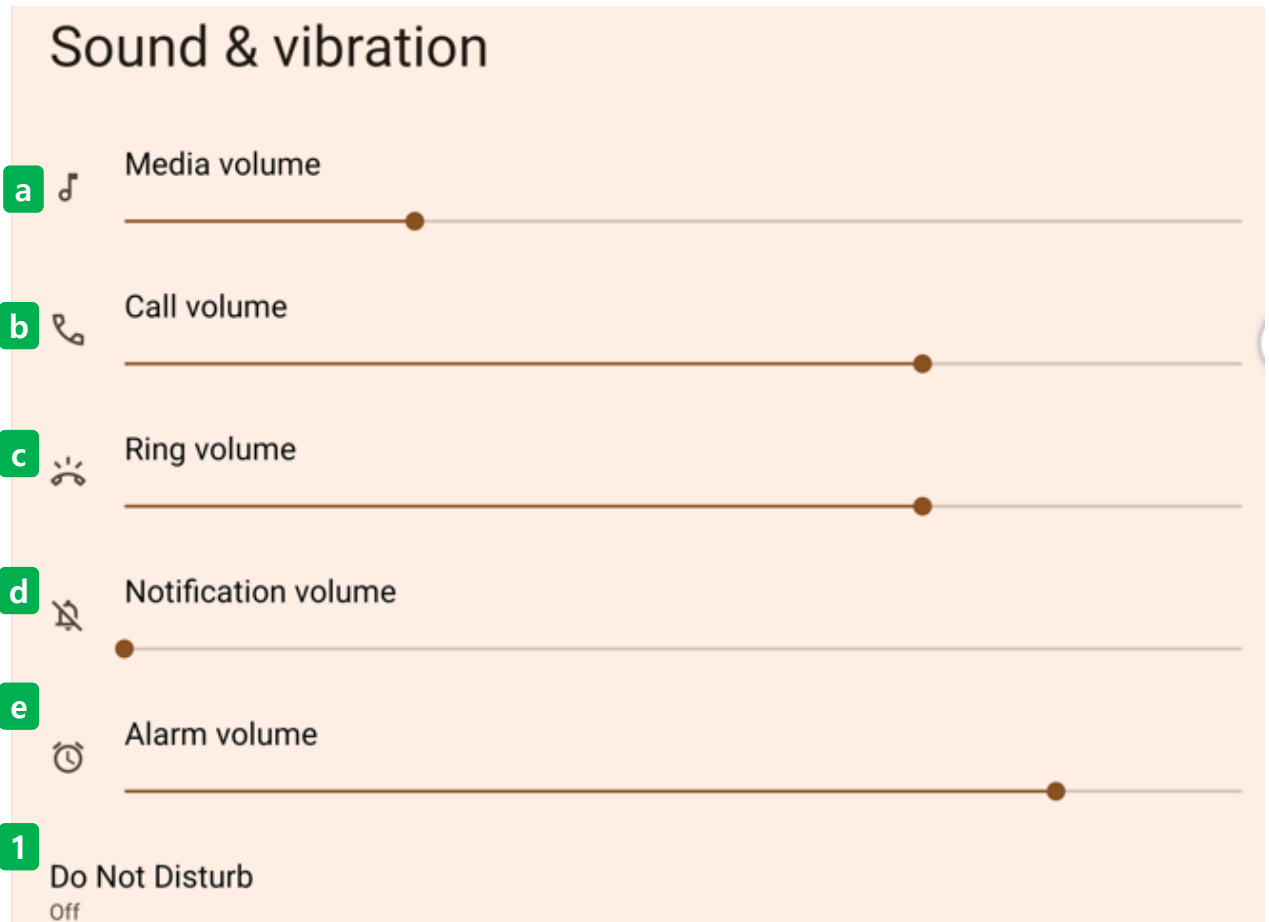 Sound & vibration
a
Media volume
b
Call volume
c
Ring volume
d
Notification volume
e
Alarm volume
1
Do Not Disturb
Off